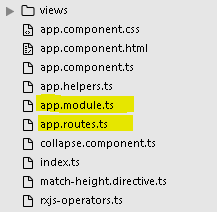 views
app.component.css
app.component.html
app.component.ts
app.helpers.ts
app.module.ts
app.routes.ts
collapse.component.ts
index.ts
match-height.directive.ts
rxjs-operators.ts